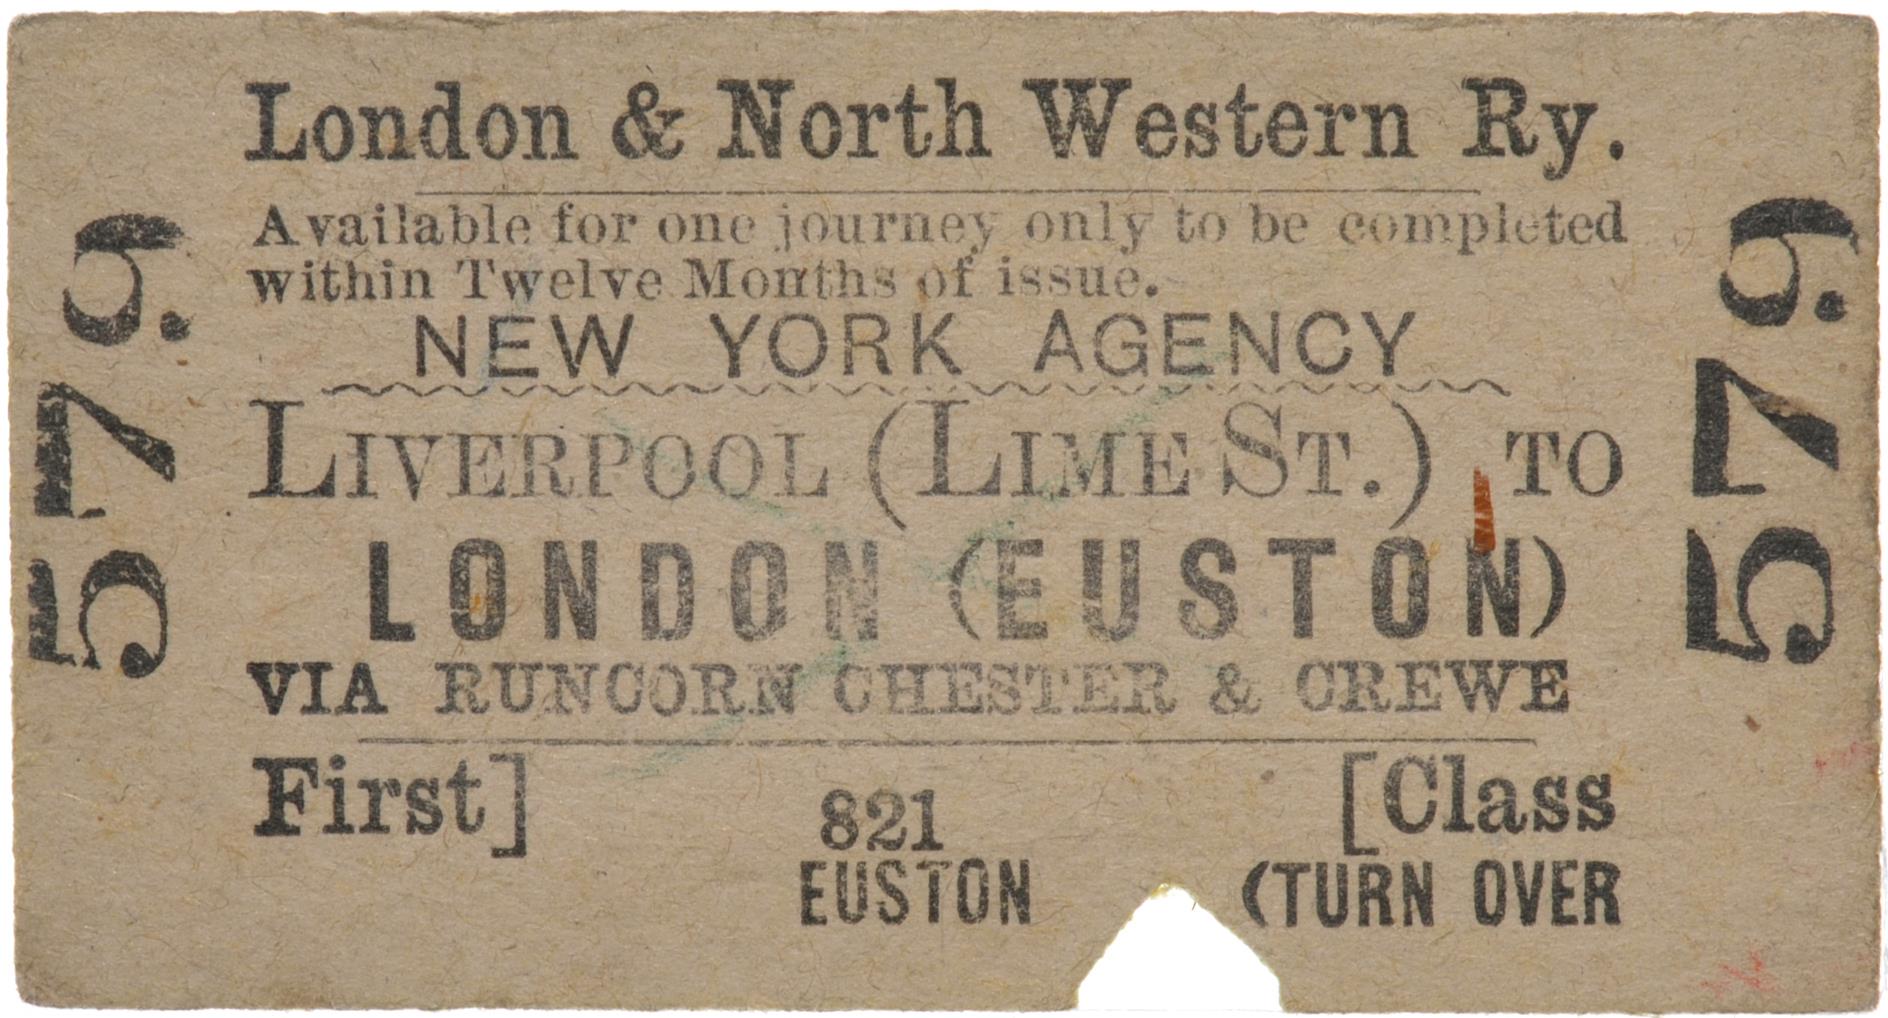 London & North Western Ry.
Available for one journey only to be completed
within Twelve Months of issue.
NEW YORK AGENCY
LIVERPOOL (LIME ST.) TO
LONDON (EUSTON)
VIA RUNCORN CHESTER & CREWE
First] 821 [Class
EUSTON (TURN OVER
579
579